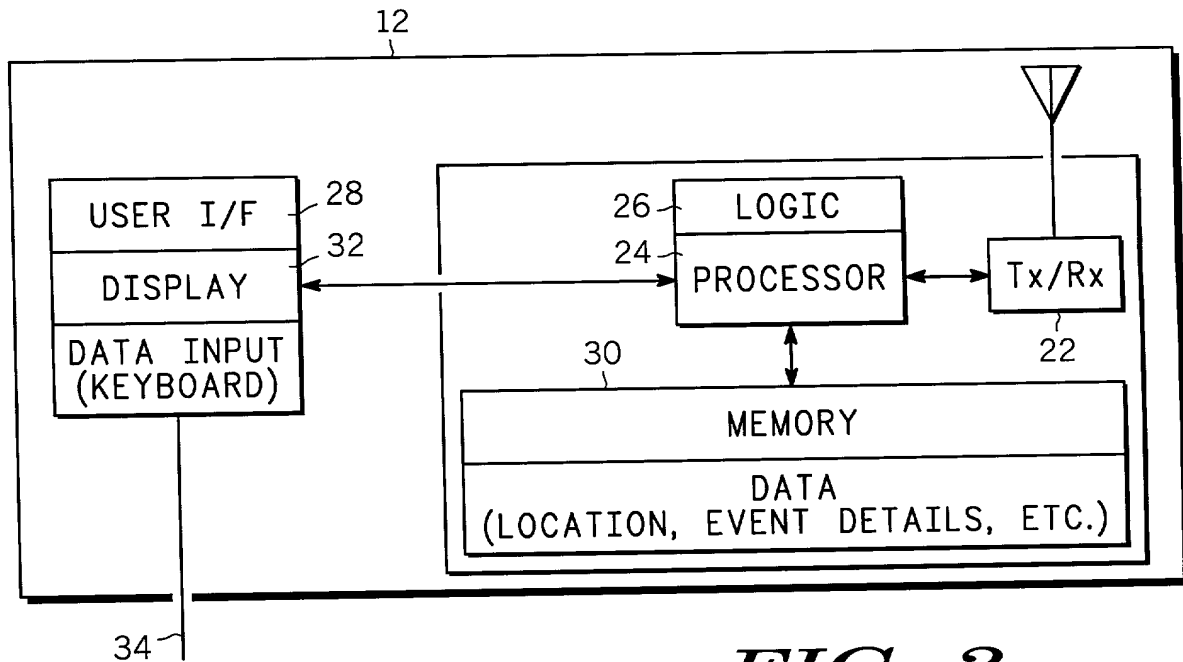 12
USER I/F
28
DISPLAY
32
DATA INPUT
(KEYBOARD)
34
26
LOGIC
24
PROCESSOR
Tx/Rx
22
30
MEMORY
DATA
(LOCATION, EVENT DETAILS, ETC.)